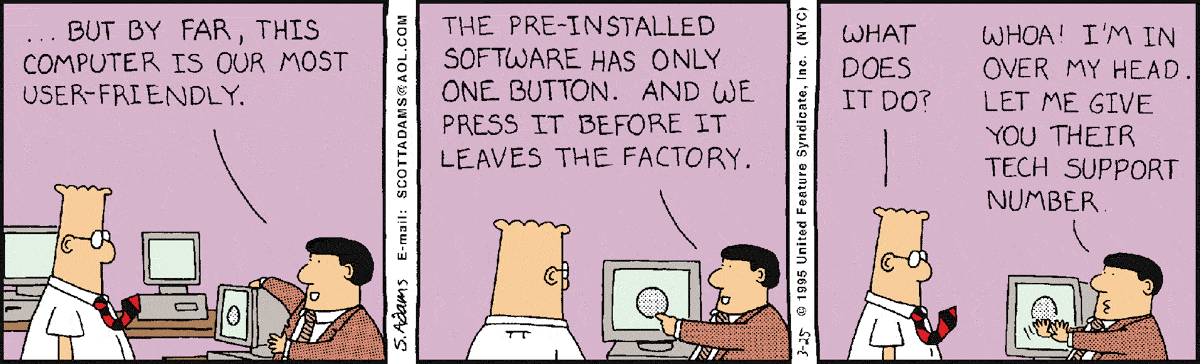 ... BUT BY FAR, THIS
COMPUTER IS OUR MOST
USER-FRIENDLY.
S.Adams E-mail: SCOTTADAMS@AOL.COM
THE PRE-INSTALLED
SOFTWARE HAS ONLY
ONE BUTTON. AND WE
PRESS IT BEFORE IT
LEAVES THE FACTORY.
3-25 © 1995 United Feature Syndicate, Inc. (NYC)
WHAT
DOES
IT DO?
WHOA! I'M IN
OVER MY HEAD.
LET ME GIVE
YOU THEIR
TECH SUPPORT
NUMBER.